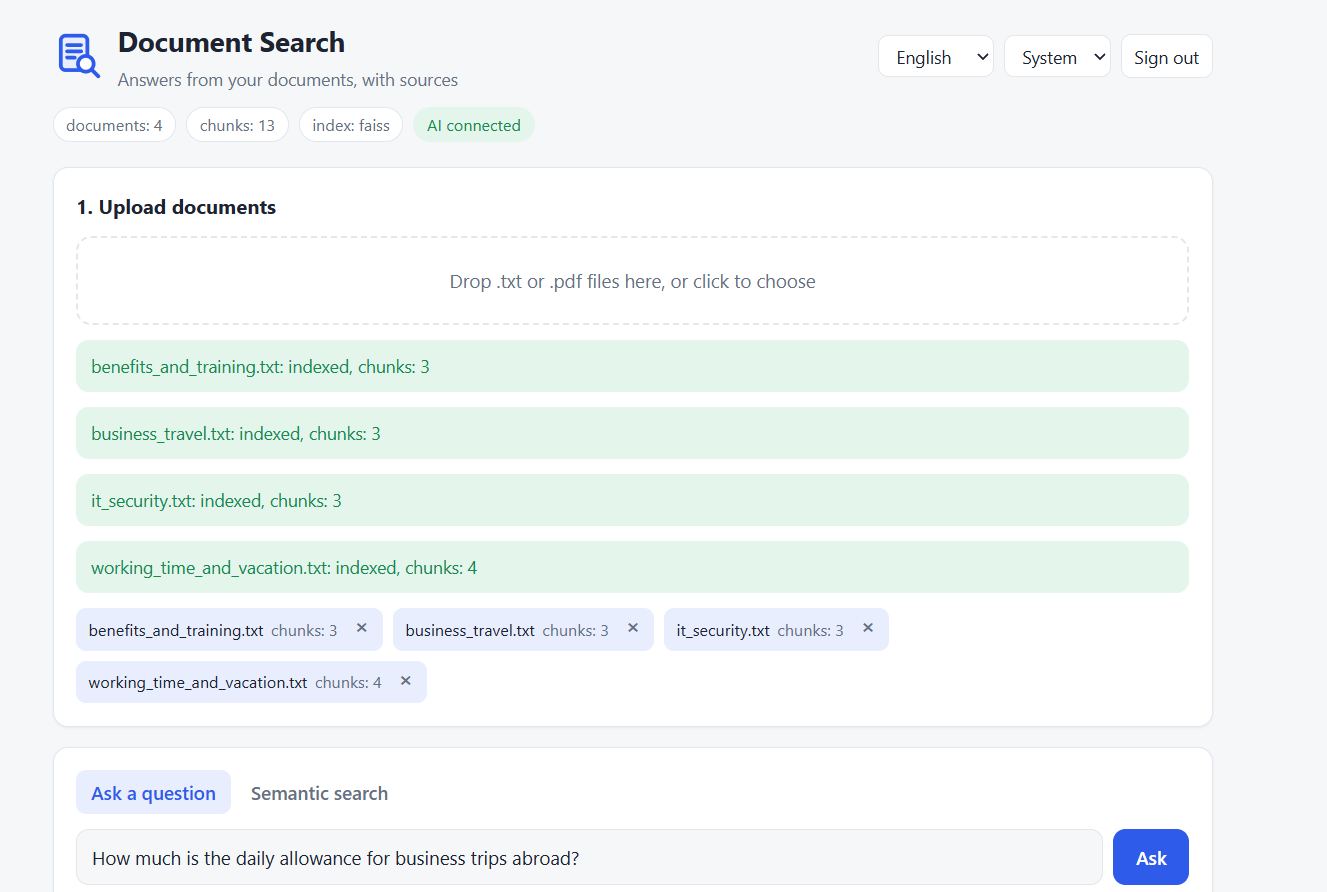 Document Search
Answers from your documents, with sources
English
System
Sign out
documents: 4
chunks: 13
index: faiss
AI connected
1. Upload documents
Drop .txt or .pdf files here, or click to choose
benefits_and_training.txt: indexed, chunks: 3
business_travel.txt: indexed, chunks: 3
it_security.txt: indexed, chunks: 3
working_time_and_vacation.txt: indexed, chunks: 4
benefits_and_training.txt chunks: 3 ×
business_travel.txt chunks: 3 ×
it_security.txt chunks: 3 ×
working_time_and_vacation.txt chunks: 4 ×
Ask a question
Semantic search
How much is the daily allowance for business trips abroad?
Ask